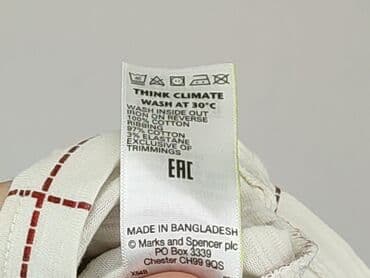 THINK CLIMATE
WASH AT 30°C
WASH INSIDE OUT
IRON ON REVERSE
100% COTTON
RIBBING
97% COTTON
3% ELASTANE
EXCLUSIVE OF
TRIMMINGS
EAC
MADE IN BANGLADESH
© Marks and Spencer plc
PO Box 3339
Chester CH99 9QS